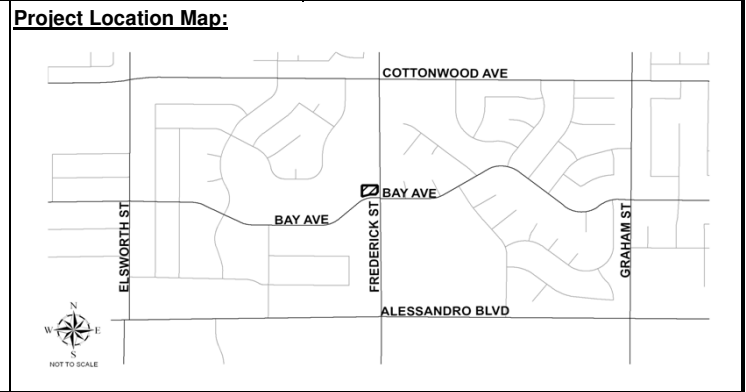 Project Location Map:
COTTONWOOD AVE
BAY AVE
BAY AVE
ELSWORTH ST
FREDERICK ST
GRAHAM ST
ALESSANDRO BLVD
N
W E
S
NOT TO SCALE